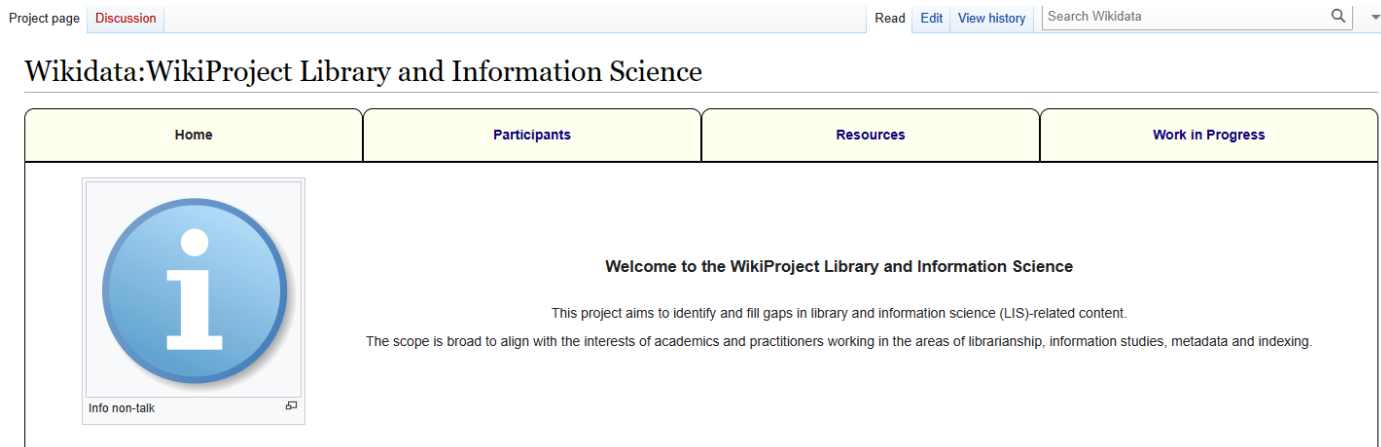 Project page Discussion Read Edit View history Search Wikidata
Wikidata:WikiProject Library and Information Science
Home Participants Resources Work in Progress
Welcome to the WikiProject Library and Information Science
This project aims to identify and fill gaps in library and information science (LIS)-related content.
The scope is broad to align with the interests of academics and practitioners working in the areas of librarianship, information studies, metadata and indexing.
Info non-talk